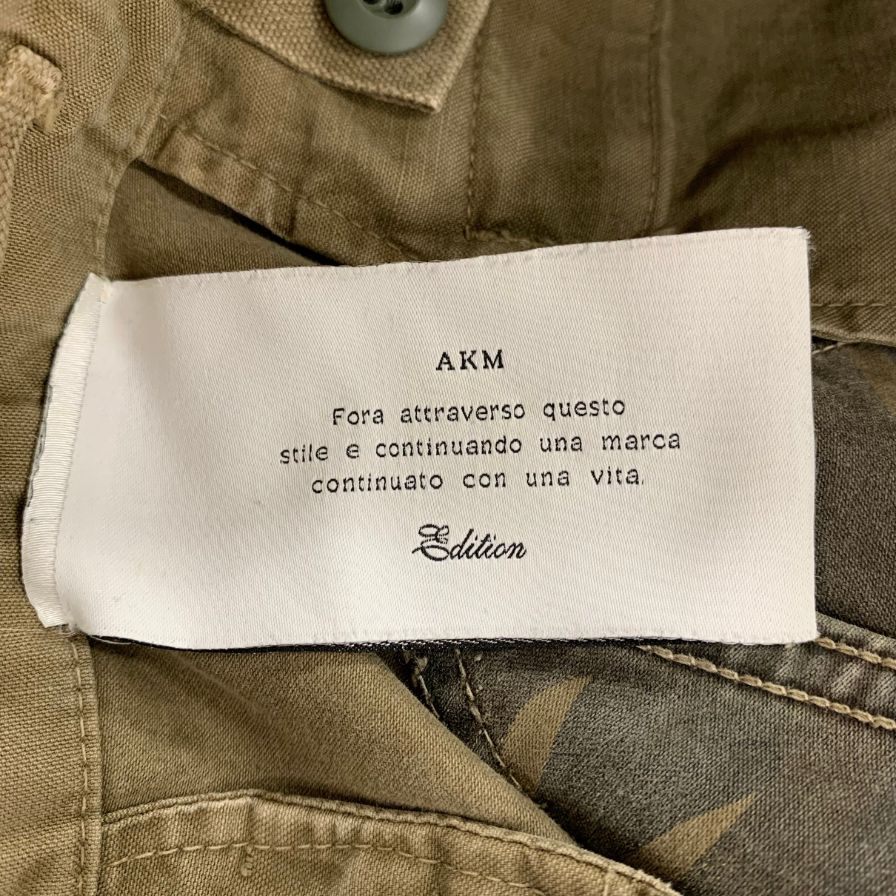 AKM
Fora attraverso questo
stile e continuando una marca
continuato con una vita.
Edition